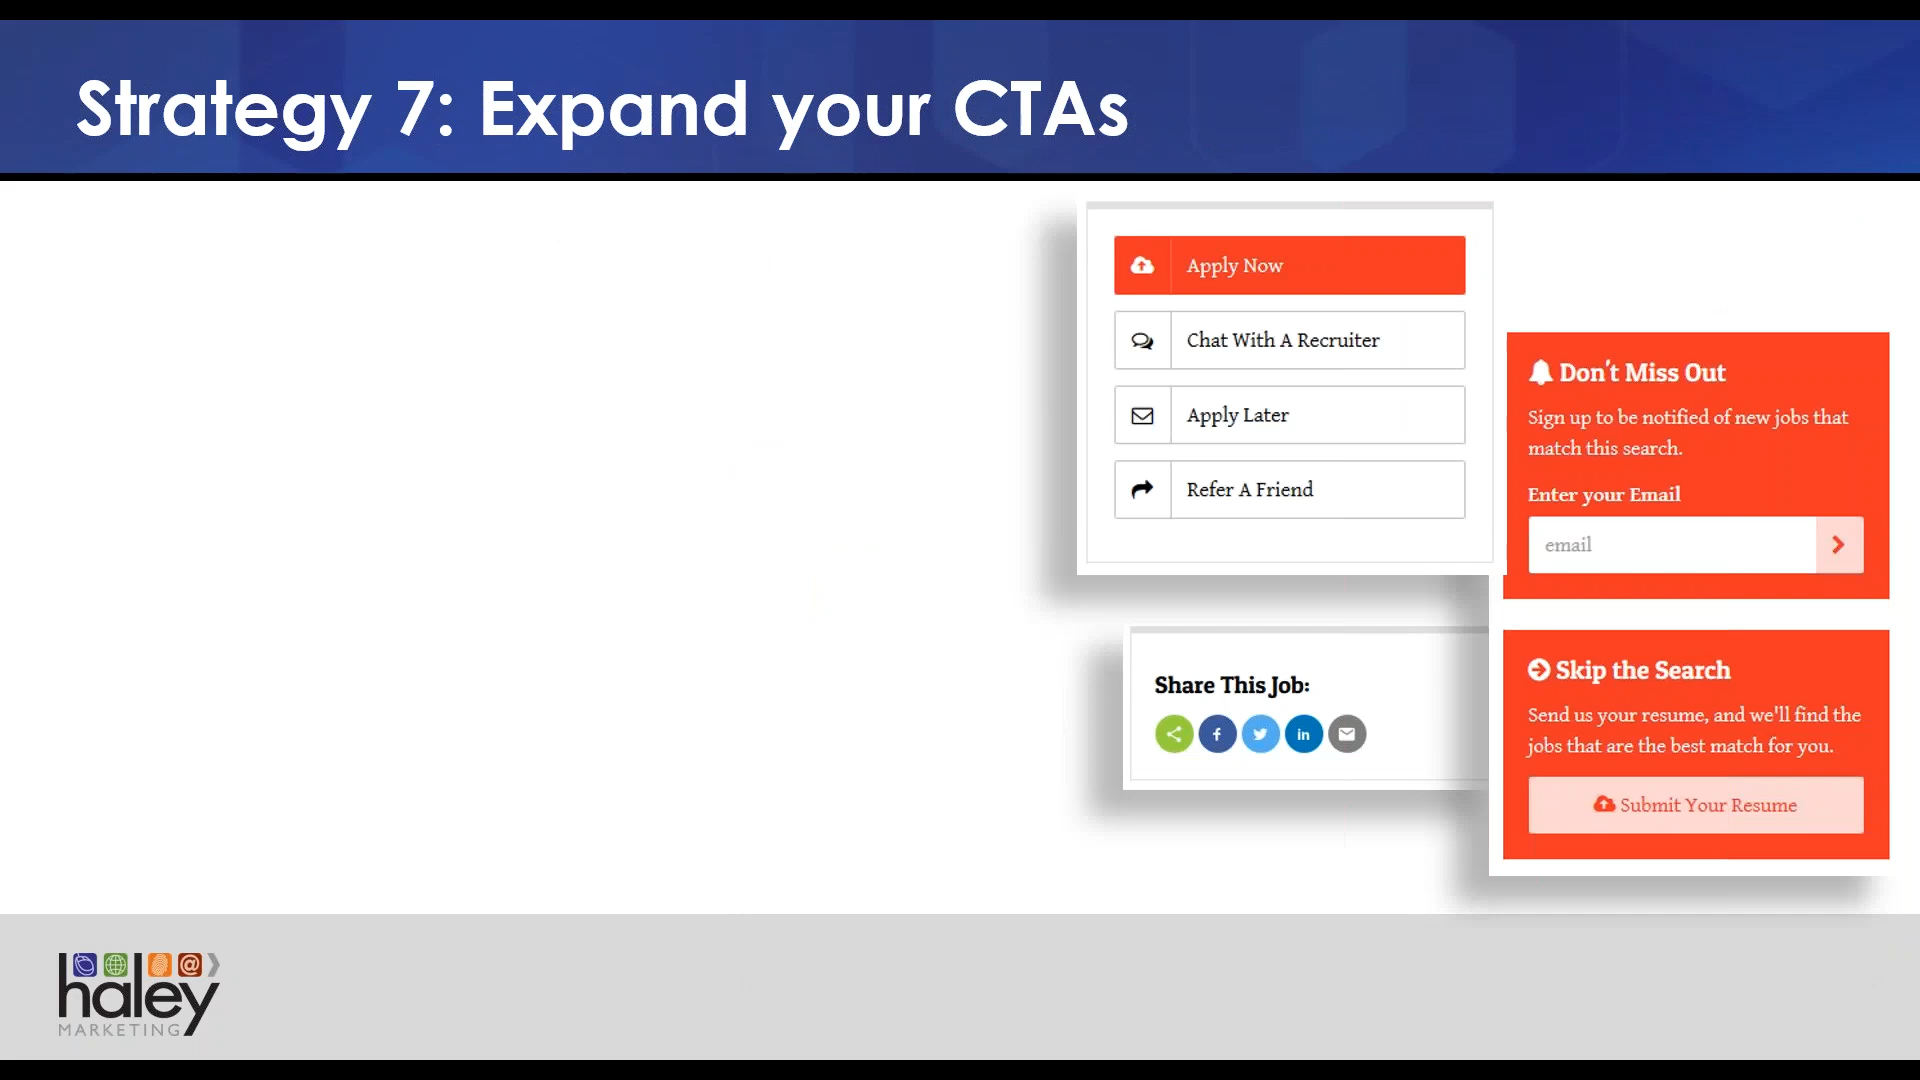 Strategy 7: Expand your CTAs
Apply Now
Chat With A Recruiter
Apply Later
Refer A Friend
Don't Miss Out
Sign up to be notified of new jobs that
match this search.
Enter your Email
email
Share This Job:
f
in
Skip the Search
Send us your resume, and we'll find the
jobs that are the best match for you.
Submit Your Resume
@
haley
MARKETING